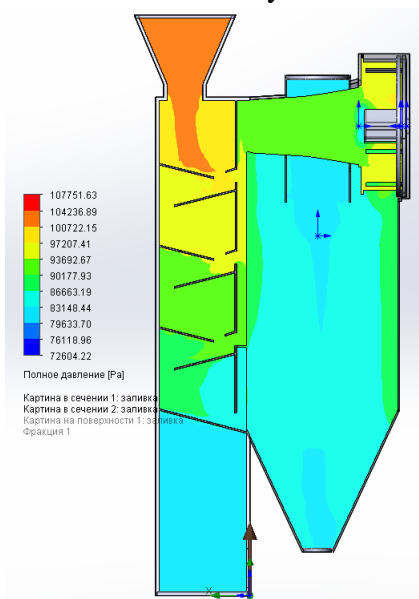 107751.63
104236.89
100722.15
97207.41
93692.67
90177.93
86663.19
83148.44
79633.70
76118.96
72604.22
Полное давление [Pa]
Картина в сечении 1: заливка
Картина в сечении 2: заливка
Картина на поверхности 1: заливка
Фракция 1
X